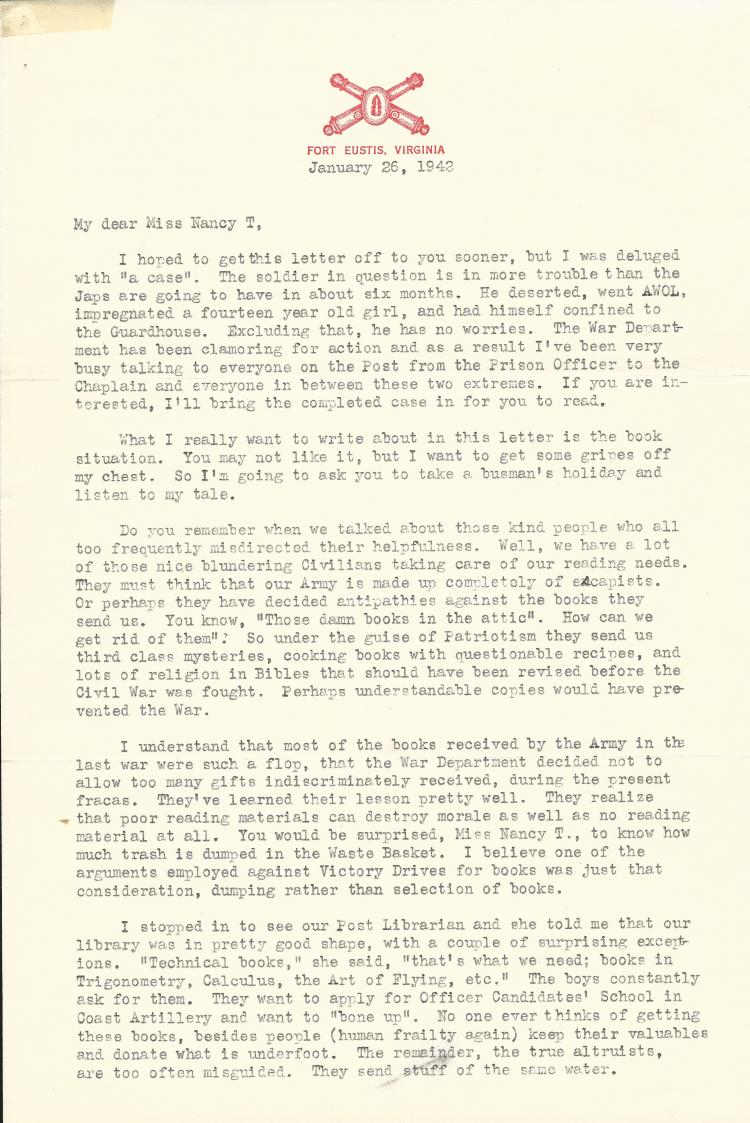 FORT EUSTIS, VIRGINIA
January 26, 1942
My dear Miss Nancy T,
I hoped to getthis letter off to you sooner, but I was deluged
with "a case". The soldier in question is in more trouble than the
Japs are going to have in about six months. He deserted, went AWOL,
impregnated a fourteen year old girl, and had himself confined to
the Guardhouse. Excluding that, he has no worries. The War Depart-
ment has been clamoring for action and as a result I've been very
busy talking to everyone on the Post from the Prison Officer to the
Chaplain and everyone in between these two extremes. If you are in-
terested, I'll bring the completed case in for you to read.
What I really want to write about in this letter is the book
situation. You may not like it, but I want to get some gripes off
my chest. So I'm going to ask you to take a busman's holiday and
listen to my tale.
Do you remember when we talked about those kind people who all
too frequently misdirected their helpfulness. Well, we have a lot
of those nice blundering Civilians taking care of our reading needs.
They must think that our Army is made up completely of escapists.
Or perhaps they have decided antipathies against the books they
send us. You know, "Those damn books in the attic". How can we
get rid of them"! So under the guise of Patriotism they send us
third class mysteries, cooking books with questionable recipes, and
lots of religion in Bibles that should have been revised before the
Civil War was fought. Perhaps understandable copies would have pre-
vented the War.
I understand that most of the books received by the Army in the
last war were such a flop, that the War Department decided not to
allow too many gifts indiscriminately received, during the present
fracas. They've learned their lesson pretty well. They realize
that poor reading materials can destroy morale as well as no reading
material at all. You would be surprised, Miss Nancy T., to know how
much trash is dumped in the Waste Basket. I believe one of the
arguments employed against Victory Drives for books was just that
consideration, dumping rather than selection of books.
I stopped in to see our Post Librarian and she told me that our
library was in pretty good shape, with a couple of surprising except-
ions. "Technical books," she said, "that's what we need; books in
Trigonometry, Calculus, the Art of Flying, etc." The boys constantly
ask for them. They want to apply for Officer Candidates' School in
Coast Artillery and want to "bone up". No one ever thinks of getting
these books, besides people (human frailty again) keep their valuables
and donate what is underfoot. The remainder, the true altruists,
are too often misguided. They send stuff of the same water.